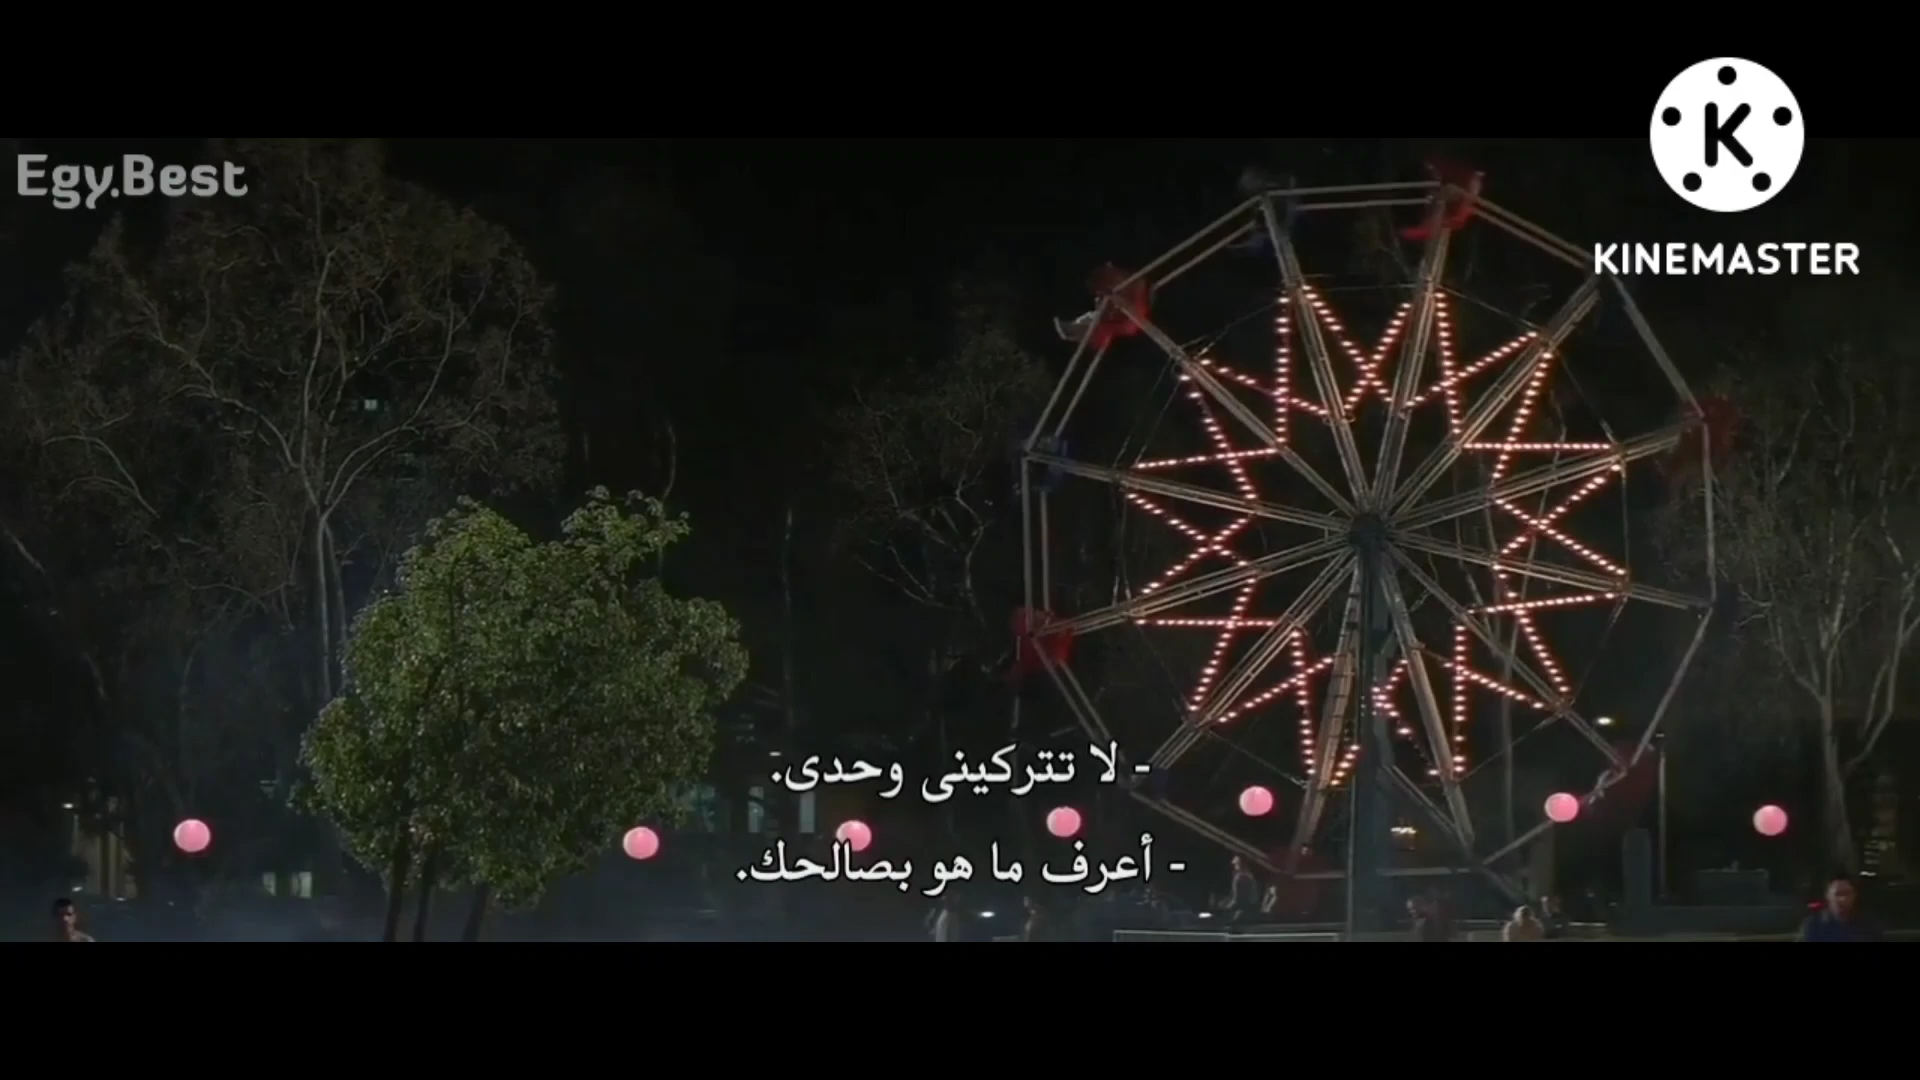 Egy.Best
K
KINEMASTER
- لا تتركينى وحدى.
- أعرف ما هو بصالحك.